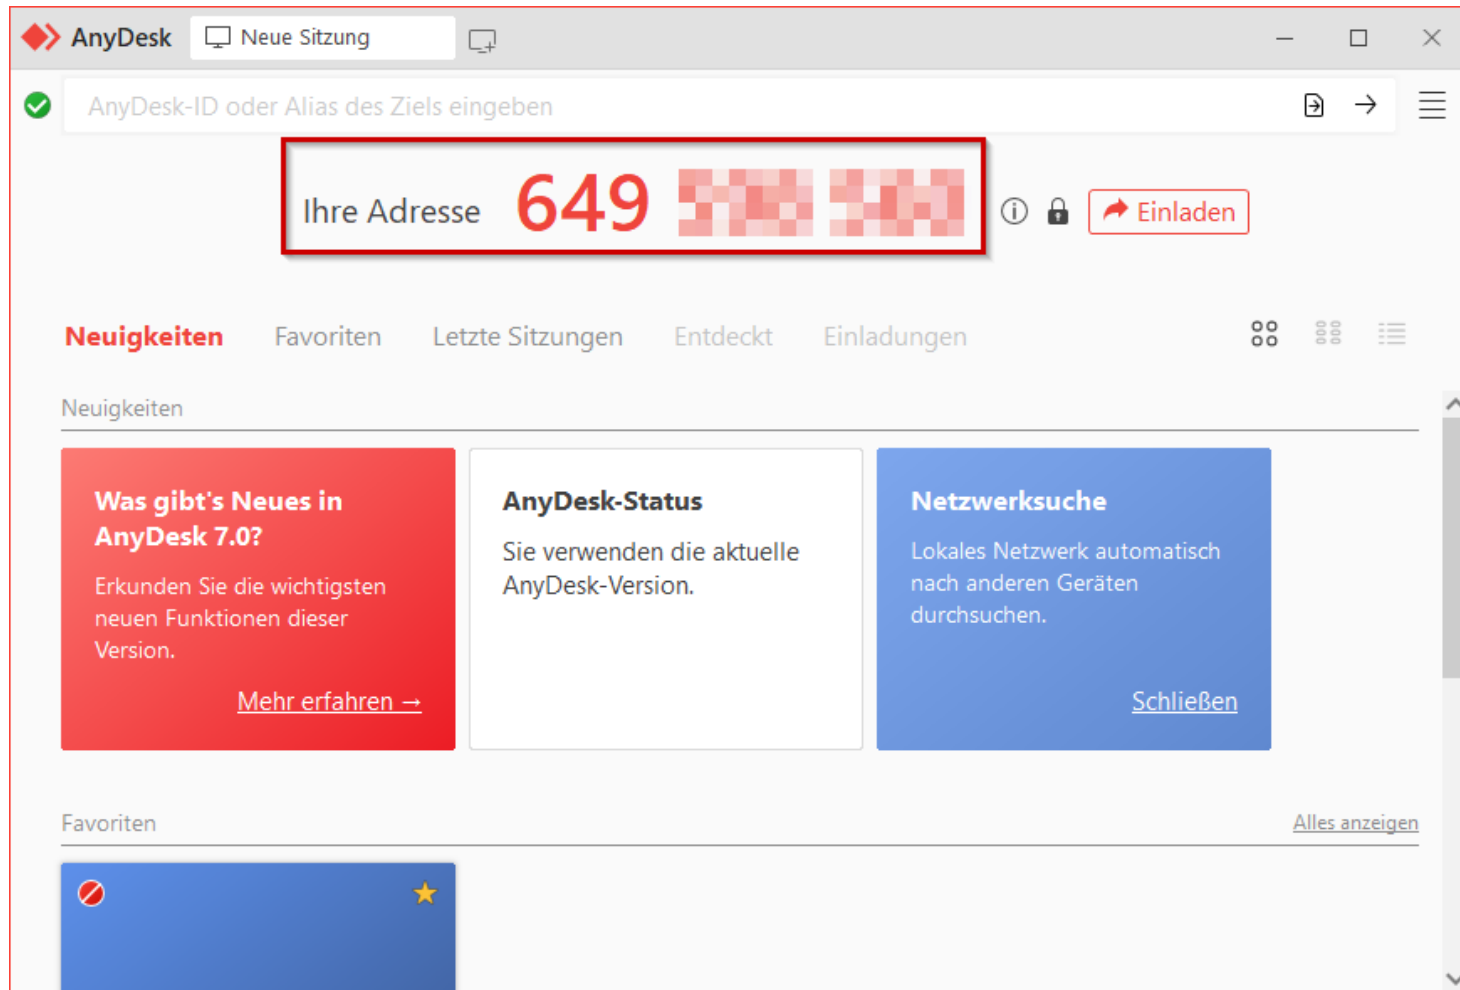 AnyDesk Neue Sitzung
AnyDesk-ID oder Alias des Ziels eingeben
Ihre Adresse 649 Einladen
Neuigkeiten Favoriten Letzte Sitzungen Entdeckt Einladungen
Neuigkeiten
Was gibt's Neues in
AnyDesk 7.0?
Erkunden Sie die wichtigsten
neuen Funktionen dieser
Version.
Mehr erfahren →
AnyDesk-Status
Sie verwenden die aktuelle
AnyDesk-Version.
Netzwerksuche
Lokales Netzwerk automatisch
nach anderen Geräten
durchsuchen.
Schließen
Favoriten Alles anzeigen